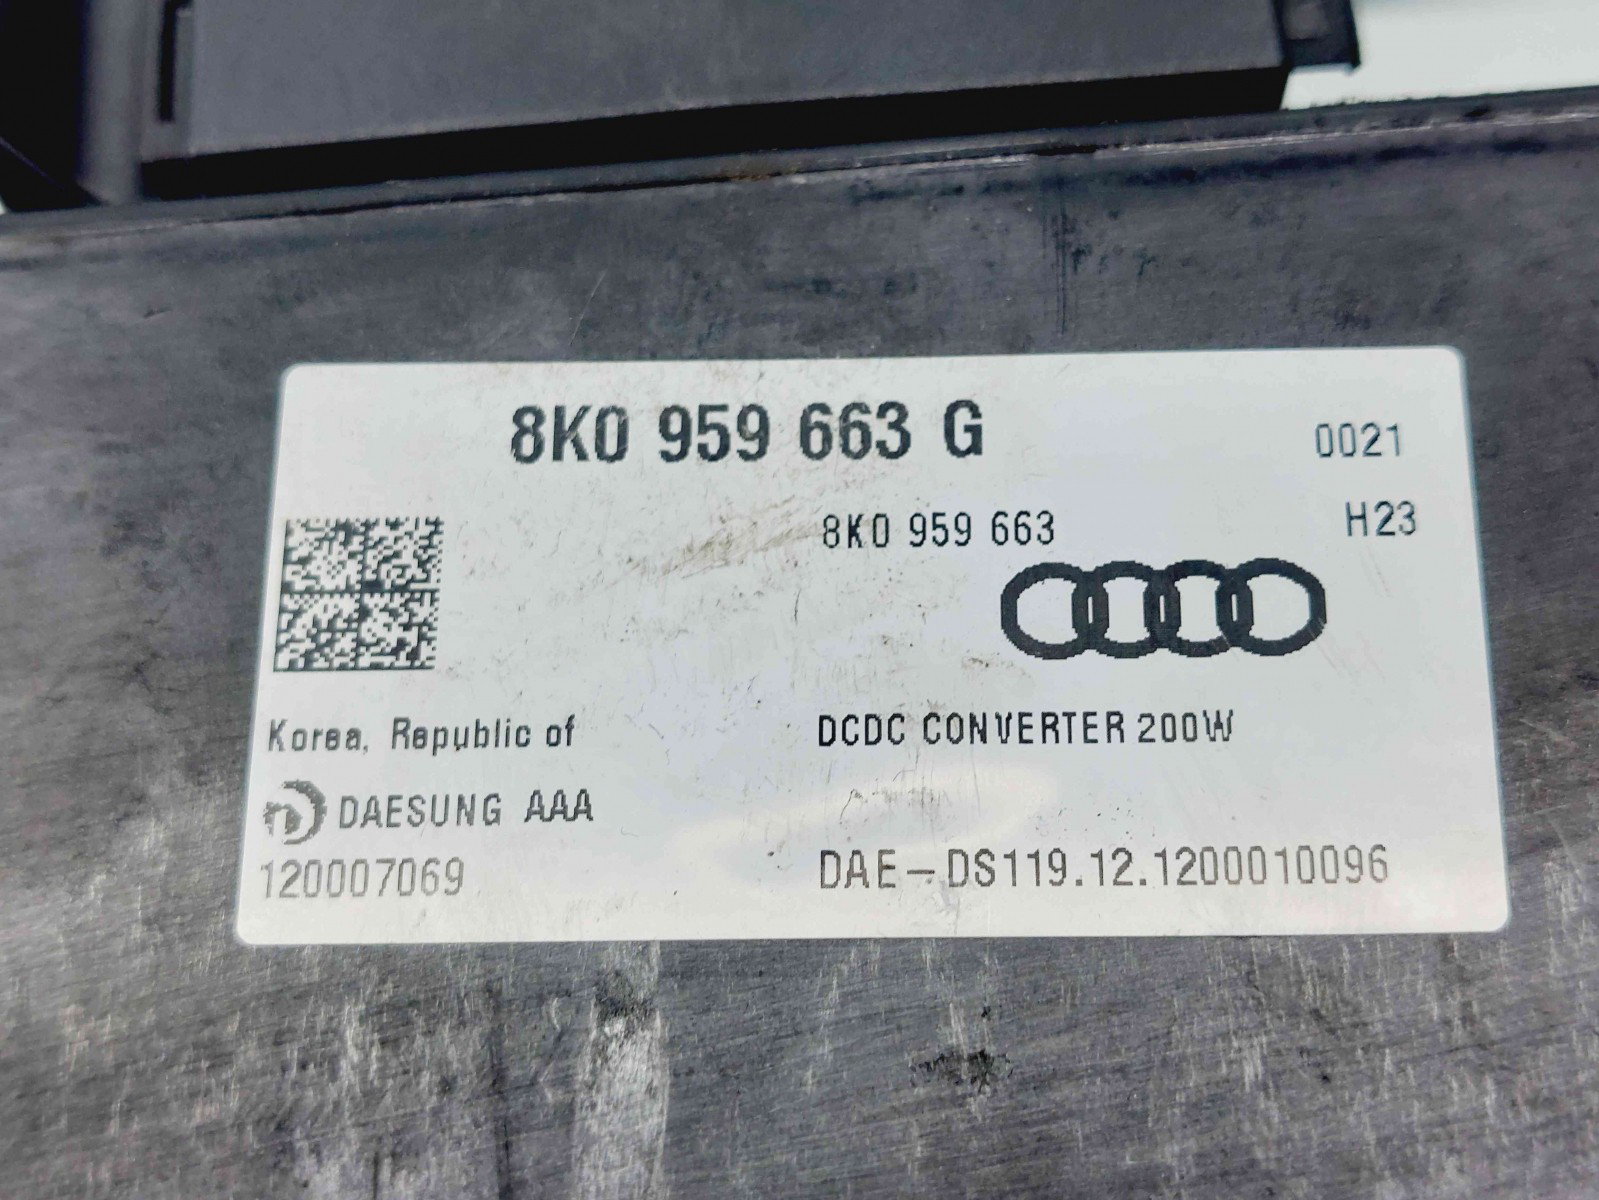 8K0 959 663 G
0021
8K0 959 663
H23
Korea, Republic of
DCDC CONVERTER 200W
DAESUNG AAA
120007069
DAE-DS119.12.1200010096